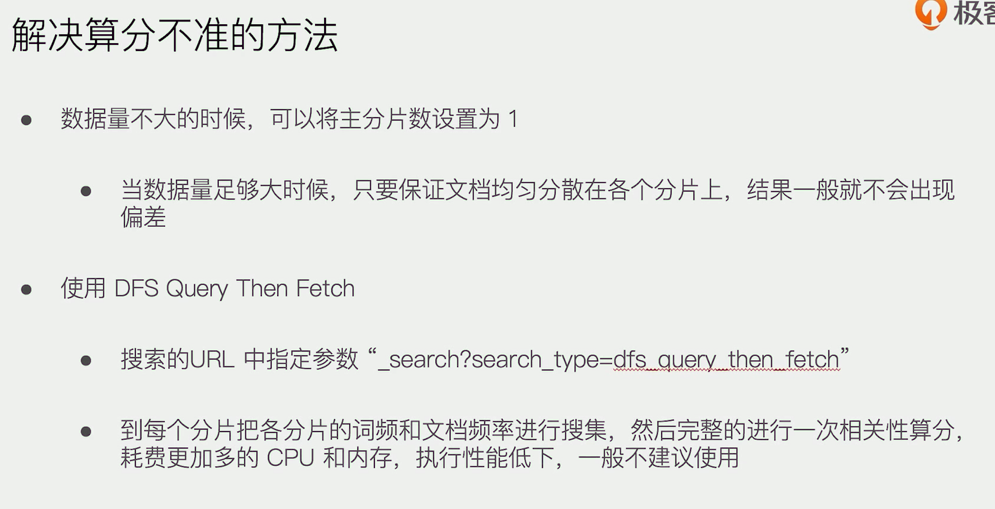 解决算分不准的方法
极客
● 数据量不大的时候，可以将主分片数设置为 1
● 当数据量足够大时候，只要保证文档均匀分散在各个分片上，结果一般就不会出现
偏差
● 使用 DFS Query Then Fetch
● 搜索的URL 中指定参数 “_search?search_type=dfs_query_then_fetch”
● 到每个分片把各分片的词频和文档频率进行搜集，然后完整的进行一次相关性算分，
耗费更加多的 CPU 和内存，执行性能低下，一般不建议使用